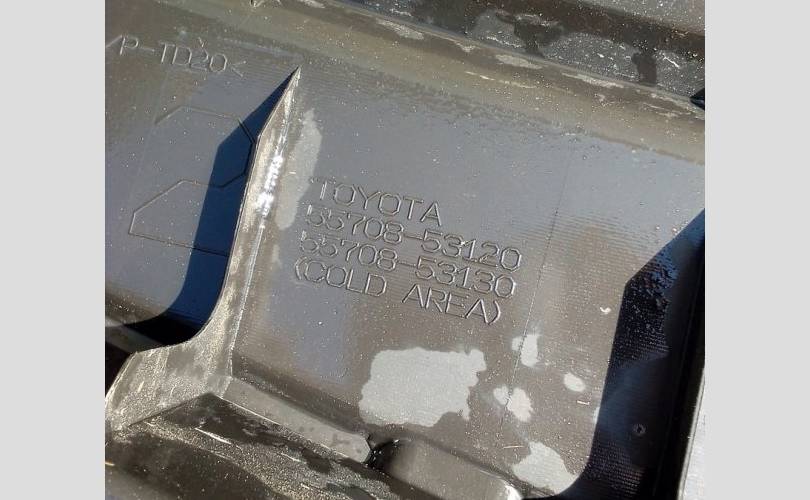 /P-TD20<
TOYOTA
55708-53120
55708-53130
(COLD AREA)